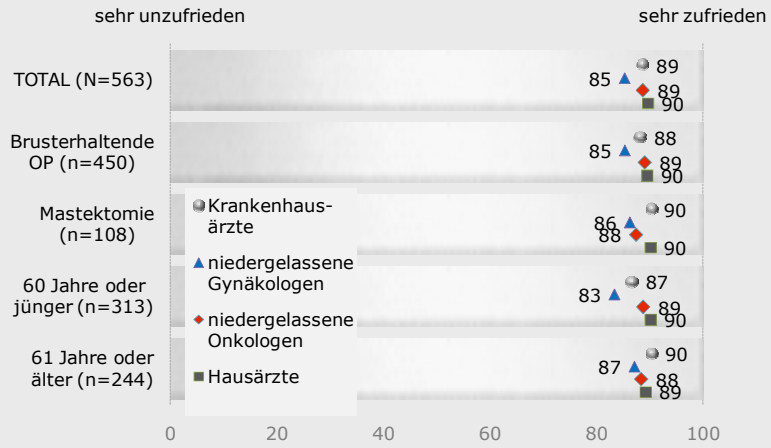 sehr unzufrieden
sehr zufrieden
TOTAL (N=563)
89
85
89
90
Brusterhaltende
OP (n=450)
88
85
89
90
Mastektomie
(n=108)
90
86
88
90
60 Jahre oder
jünger (n=313)
87
83
89
90
61 Jahre oder
älter (n=244)
90
87
88
89
Krankenhaus-
ärzte
niedergelassene
Gynäkologen
niedergelassene
Onkologen
Hausärzte
0 20 40 60 80 100